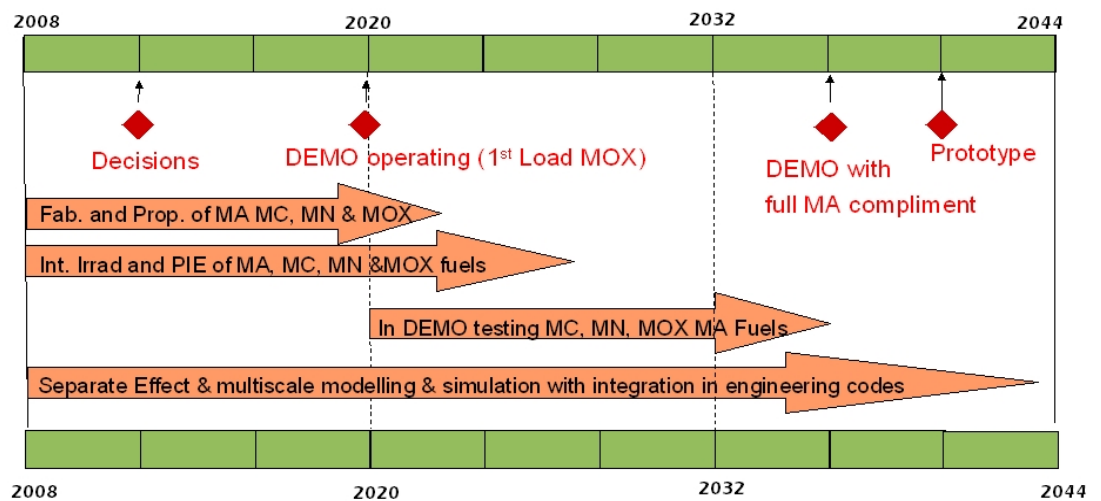 2008 2020 2032 2044
Decisions
DEMO operating (1st Load MOX)
DEMO with
full MA compliment
Prototype
Fab. and Prop. of MA MC, MN & MOX
Int. Irrad and PIE of MA, MC, MN &MOX fuels
In DEMO testing MC, MN, MOX MA Fuels
Separate Effect & multiscale modelling & simulation with integration in engineering codes
2008 2020 2032 2044